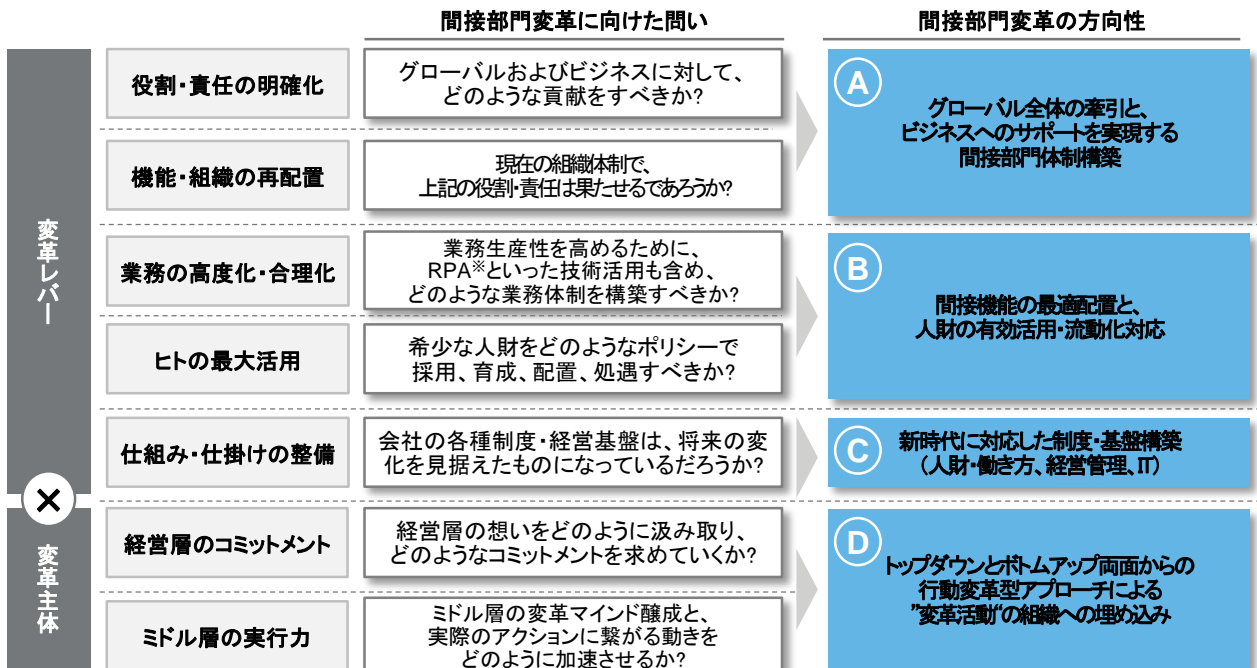 間接部門変革に向けた問い
間接部門変革の方向性
変革レバー
×
変革主体
役割・責任の明確化
グローバルおよびビジネスに対して、
どのような貢献をすべきか?
機能・組織の再配置
現在の組織体制で、
上記の役割・責任は果たせるであろうか?
A
グローバル全体の牽引と、
ビジネスへのサポートを実現する
間接部門体制構築
業務の高度化・合理化
業務生産性を高めるために、
RPA※といった技術活用も含め、
どのような業務体制を構築すべきか?
ヒトの最大活用
希少な人財をどのようなポリシーで
採用、育成、配置、処遇すべきか?
B
間接機能の最適配置と、
人財の有効活用・流動化対応
仕組み・仕掛けの整備
会社の各種制度・経営基盤は、将来の変
化を見据えたものになっているだろうか?
C
新時代に対応した制度・基盤構築
(人財・働き方、経営管理、IT)
経営層のコミットメント
経営層の想いをどのように汲み取り、
どのようなコミットメントを求めていくか?
ミドル層の実行力
ミドル層の変革マインド醸成と、
実際のアクションに繋がる動きを
どのように加速させるか?
D
トップダウンとボトムアップ両面からの
行動変革型アプローチによる
”変革活動“の組織への埋め込み